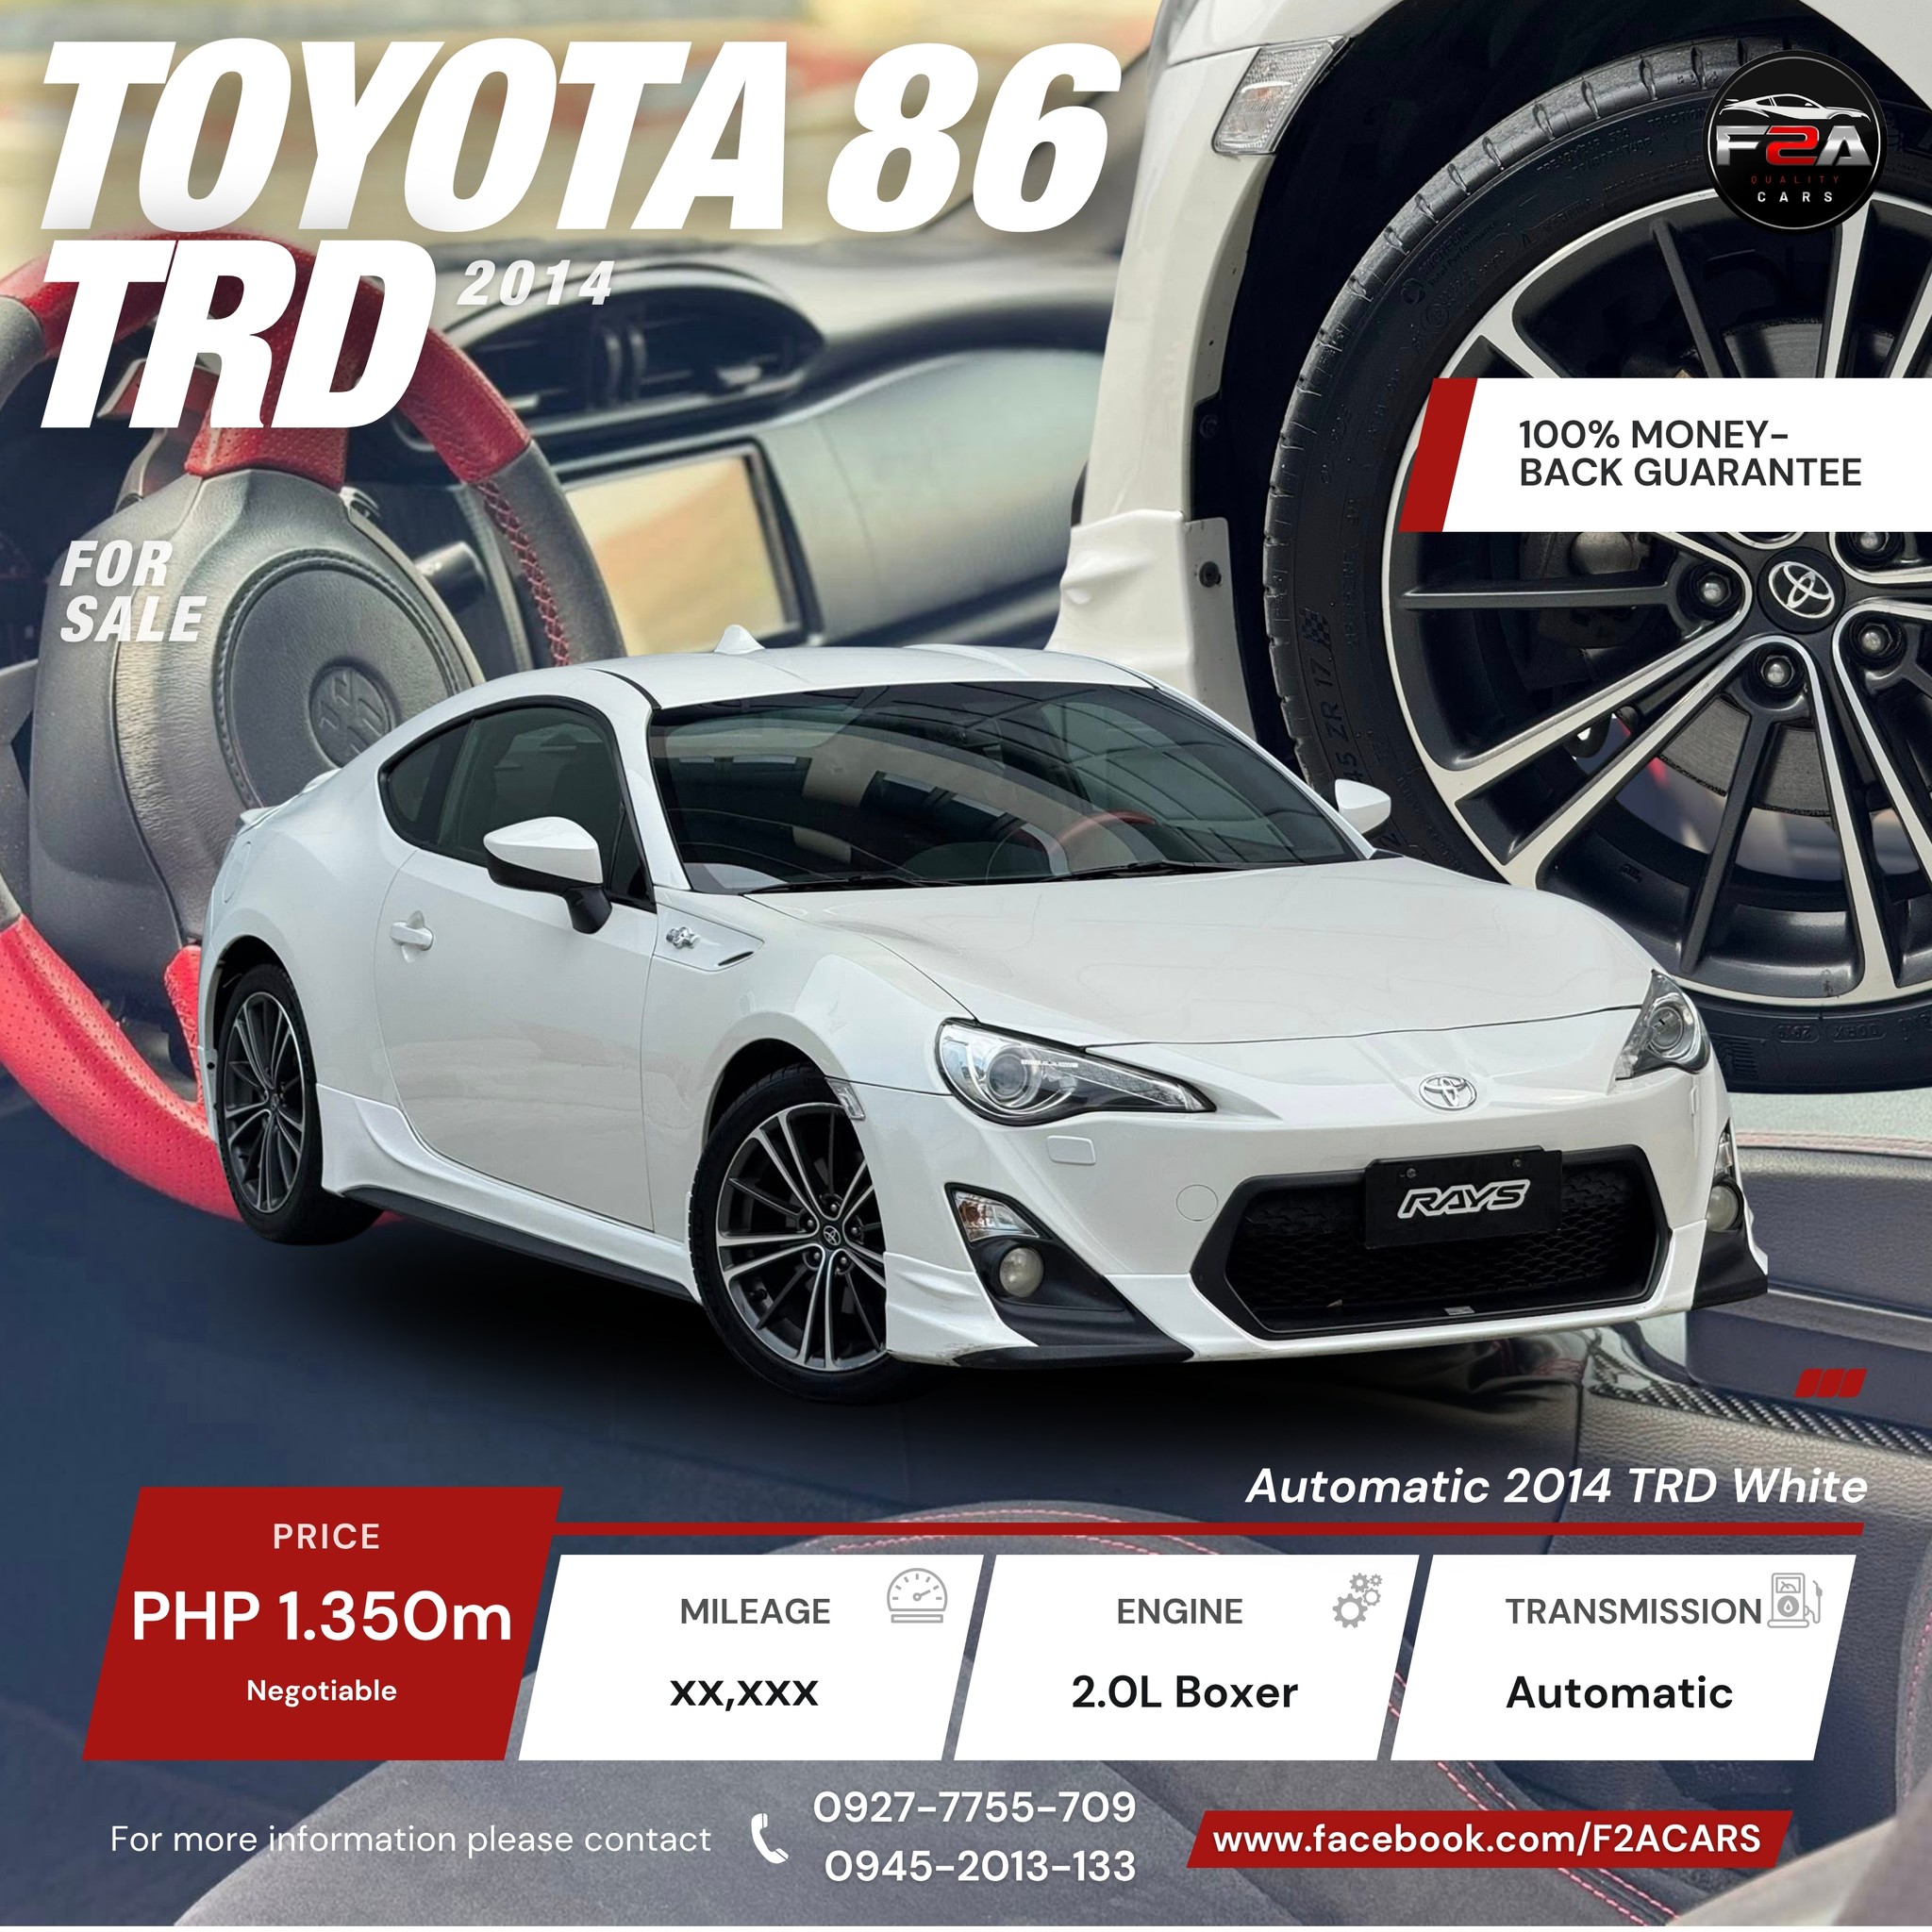 TOYOTA 86
TRD 2014
F2A
QUALITY
CARS
100% MONEY-
BACK GUARANTEE
FOR
SALE
RAYS
Automatic 2014 TRD White
PRICE
PHP 1.350m
Negotiable
MILEAGE
xx,xxx
ENGINE
2.0L Boxer
TRANSMISSION
Automatic
For more information please contact
0927-7755-709
0945-2013-133
www.facebook.com/F2ACARS